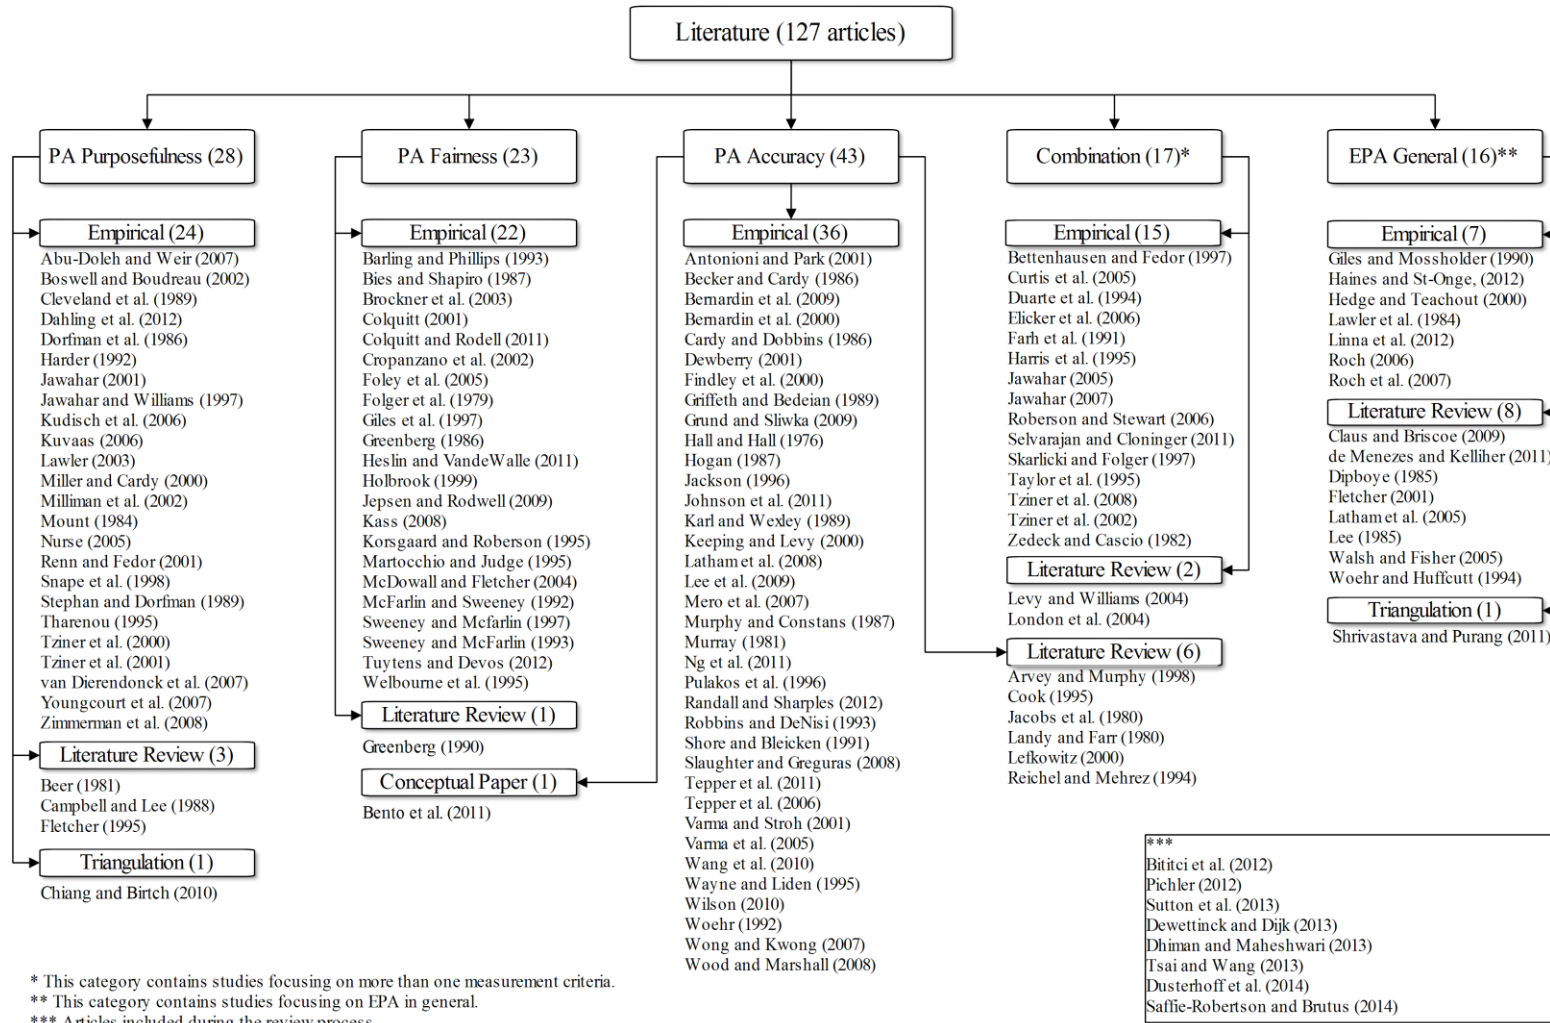 Literature (127 articles)
PA Purposefulness (28)
PA Fairness (23)
PA Accuracy (43)
Combination (17)*
EPA General (16)**
Empirical (24)
Abu-Doleh and Weir (2007)
Boswell and Boudreau (2002)
Cleveland et al. (1989)
Dahling et al. (2012)
Dorfman et al. (1986)
Harder (1992)
Jawahar (2001)
Jawahar and Williams (1997)
Kudisch et al. (2006)
Kuvaas (2006)
Lawler (2003)
Miller and Cardy (2000)
Milliman et al. (2002)
Mount (1984)
Nurse (2005)
Renn and Fedor (2001)
Snape et al. (1998)
Stephan and Dorfman (1989)
Tharenou (1995)
Tziner et al. (2000)
Tziner et al. (2001)
van Dierendonck et al. (2007)
Youngcourt et al. (2007)
Zimmerman et al. (2008)
Literature Review (3)
Beer (1981)
Campbell and Lee (1988)
Fletcher (1995)
Triangulation (1)
Chiang and Birtch (2010)
Empirical (22)
Barling and Phillips (1993)
Bies and Shapiro (1987)
Brockner et al. (2003)
Colquitt (2001)
Colquitt and Rodell (2011)
Cropanzano et al. (2002)
Foley et al. (2005)
Folger et al. (1979)
Giles et al. (1997)
Greenberg (1986)
Heslin and VandeWalle (2011)
Holbrook (1999)
Jepsen and Rodwell (2009)
Kass (2008)
Korsgaard and Roberson (1995)
Martocchio and Judge (1995)
McDowall and Fletcher (2004)
McFarlin and Sweeney (1992)
Sweeney and Mcfarlin (1997)
Sweeney and McFarlin (1993)
Tuytens and Devos (2012)
Welbourne et al. (1995)
Literature Review (1)
Greenberg (1990)
Conceptual Paper (1)
Bento et al. (2011)
Empirical (36)
Antonioni and Park (2001)
Becker and Cardy (1986)
Bernardin et al. (2009)
Bernardin et al. (2000)
Cardy and Dobbins (1986)
Dewberry (2001)
Findley et al. (2000)
Griffeth and Bedeian (1989)
Grund and Sliwka (2009)
Hall and Hall (1976)
Hogan (1987)
Jackson (1996)
Johnson et al. (2011)
Karl and Wexley (1989)
Keeping and Levy (2000)
Latham et al. (2008)
Lee et al. (2009)
Mero et al. (2007)
Murphy and Constans (1987)
Murray (1981)
Ng et al. (2011)
Pulakos et al. (1996)
Randall and Sharples (2012)
Robbins and DeNisi (1993)
Shore and Bleicken (1991)
Slaughter and Greguras (2008)
Tepper et al. (2011)
Tepper et al. (2006)
Varma and Stroh (2001)
Varma et al. (2005)
Wang et al. (2010)
Wayne and Liden (1995)
Wilson (2010)
Woehr (1992)
Wong and Kwong (2007)
Wood and Marshall (2008)
Empirical (15)
Bettenhausen and Fedor (1997)
Curtis et al. (2005)
Duarte et al. (1994)
Elicker et al. (2006)
Farh et al. (1991)
Harris et al. (1995)
Jawahar (2005)
Jawahar (2007)
Roberson and Stewart (2006)
Selvarajan and Cloninger (2011)
Skarlicki and Folger (1997)
Taylor et al. (1995)
Tziner et al. (2008)
Tziner et al. (2002)
Zedeck and Cascio (1982)
Literature Review (2)
Levy and Williams (2004)
London et al. (2004)
Literature Review (6)
Arvey and Murphy (1998)
Cook (1995)
Jacobs et al. (1980)
Landy and Farr (1980)
Lefkowitz (2000)
Reichel and Mehrez (1994)
Empirical (7)
Giles and Mossholder (1990)
Haines and St-Onge, (2012)
Hedge and Teachout (2000)
Lawler et al. (1984)
Linna et al. (2012)
Roch (2006)
Roch et al. (2007)
Literature Review (8)
Claus and Briscoe (2009)
de Menezes and Kelliher (2011)
Dipboye (1985)
Fletcher (2001)
Latham et al. (2005)
Lee (1985)
Walsh and Fisher (2005)
Woehr and Huffcutt (1994)
Triangulation (1)
Shrivastava and Purang (2011)
***
Bititci et al. (2012)
Pichler (2012)
Sutton et al. (2013)
Dewettinck and Dijk (2013)
Dhiman and Maheshwari (2013)
Tsai and Wang (2013)
Dusterhoff et al. (2014)
Saffie-Robertson and Brutus (2014)
* This category contains studies focusing on more than one measurement criteria.
** This category contains studies focusing on EPA in general.
*** Articles included during the review process